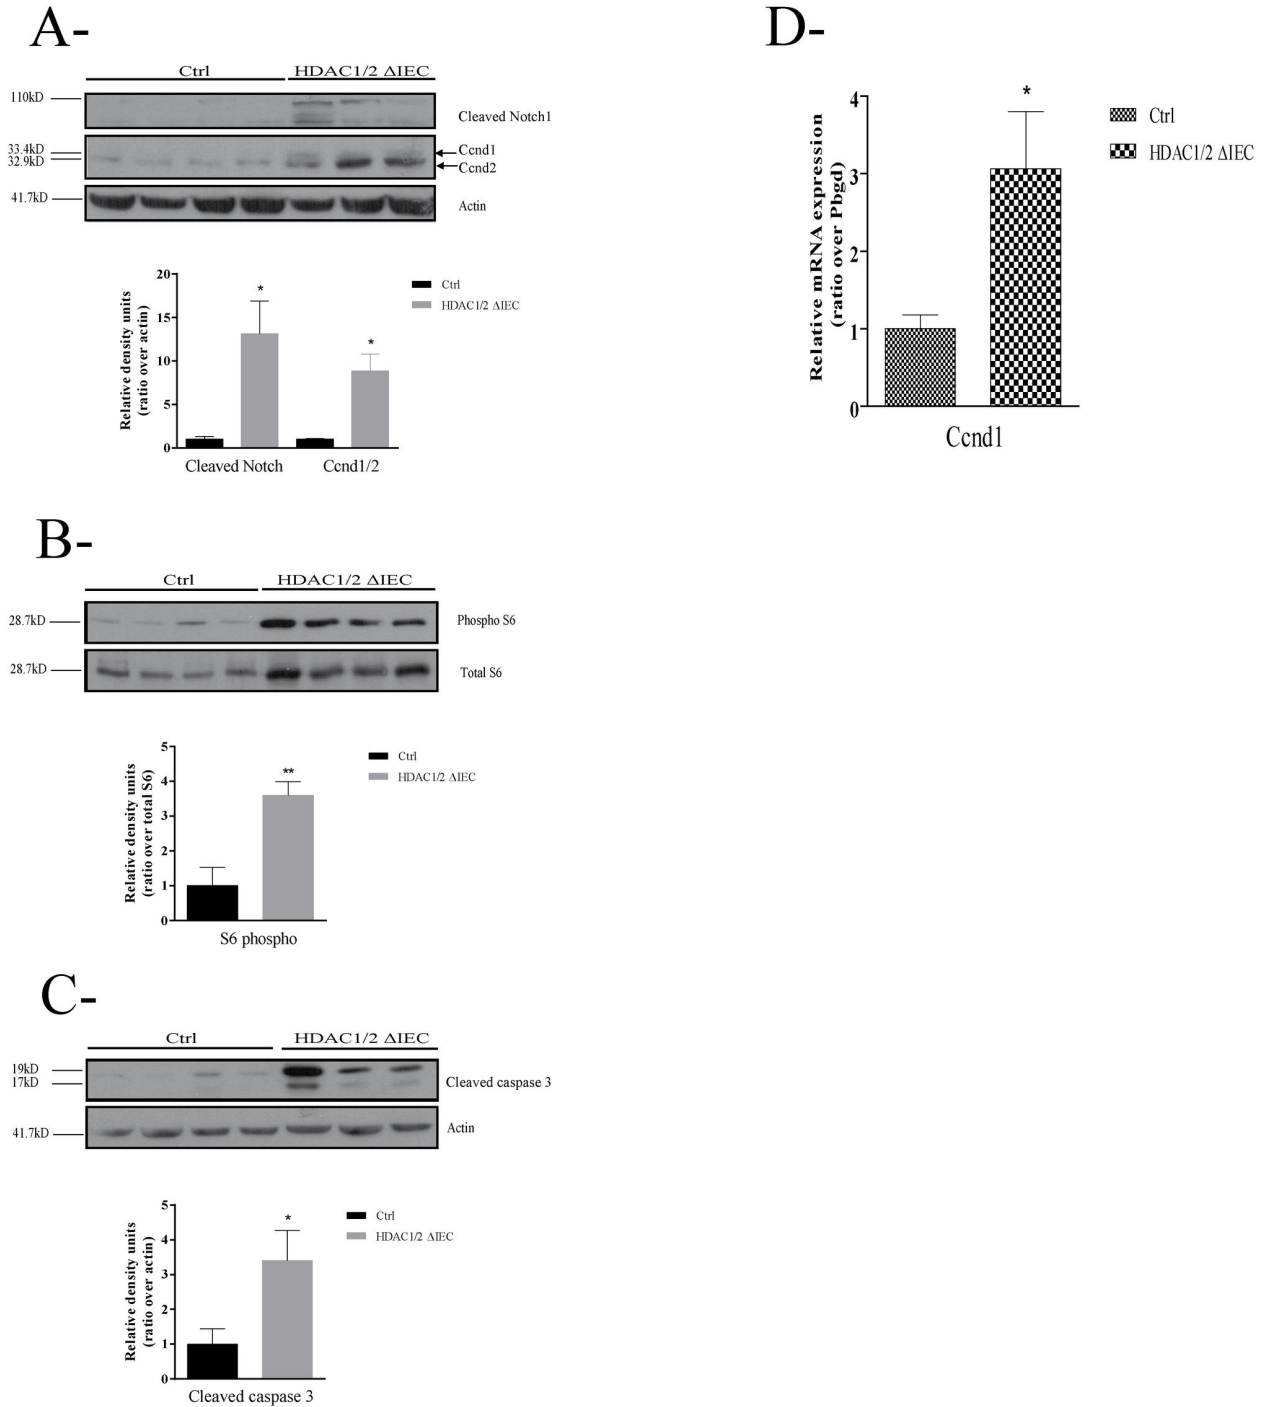 A-
Ctrl HDAC1/2 ΔIEC
110kD
Cleaved Notch1
33.4kD
32.9kD
Ccnd1
Ccnd2
41.7kD
Actin
Relative density units
(ratio over actin)
20
15
10
5
0
*
*
Ctrl
HDAC1/2 ΔIEC
Cleaved Notch Ccnd1/2
B-
Ctrl HDAC1/2 ΔIEC
28.7kD
Phospho S6
28.7kD
Total S6
Relative density units
(ratio over total S6)
5
4
3
2
1
0
**
Ctrl
HDAC1/2 ΔIEC
S6 phospho
C-
Ctrl HDAC1/2 ΔIEC
19kD
17kD
Cleaved caspase 3
41.7kD
Actin
Relative density units
(ratio over actin)
5
4
3
2
1
0
*
Ctrl
HDAC1/2 ΔIEC
Cleaved caspase 3
D-
Relative mRNA expression
(ratio over Pbgd)
4
3
2
1
0
*
Ctrl
HDAC1/2 ΔIEC
Ccnd1